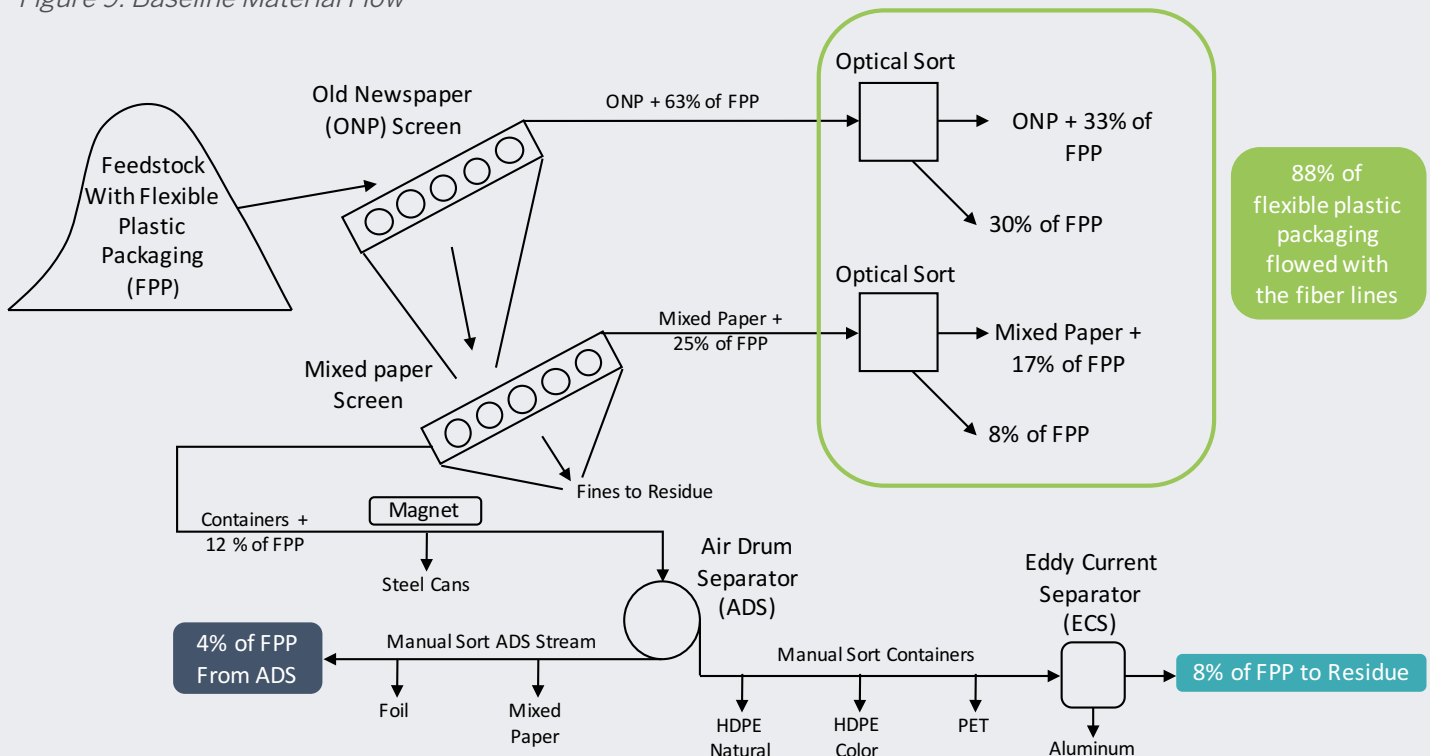 Figure 9: Baseline Material Flow
Optical Sort
Old Newspaper
(ONP) Screen
ONP + 63% of FPP
ONP + 33% of
FPP
30% of FPP
Feedstock
With Flexible
Plastic
Packaging
(FPP)
88% of
flexible plastic
packaging
flowed with
the fiber lines
Optical Sort
Mixed Paper +
25% of FPP
Mixed Paper +
17% of FPP
8% of FPP
Mixed paper
Screen
Fines to Residue
Containers +
12 % of FPP
Magnet
Steel Cans
Air Drum
Separator
(ADS)
Eddy Current
Separator
(ECS)
4% of FPP
From ADS
Manual Sort ADS Stream
Foil
Mixed
Paper
Manual Sort Containers
HDPE
Natural
HDPE
Color
PET
Aluminum
8% of FPP to Residue